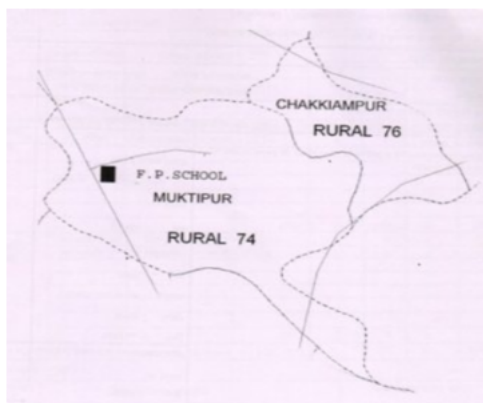 CHAKKIAMPUR
RURAL 76
F.P.SCHOOL
MUKTIPUR
RURAL 74